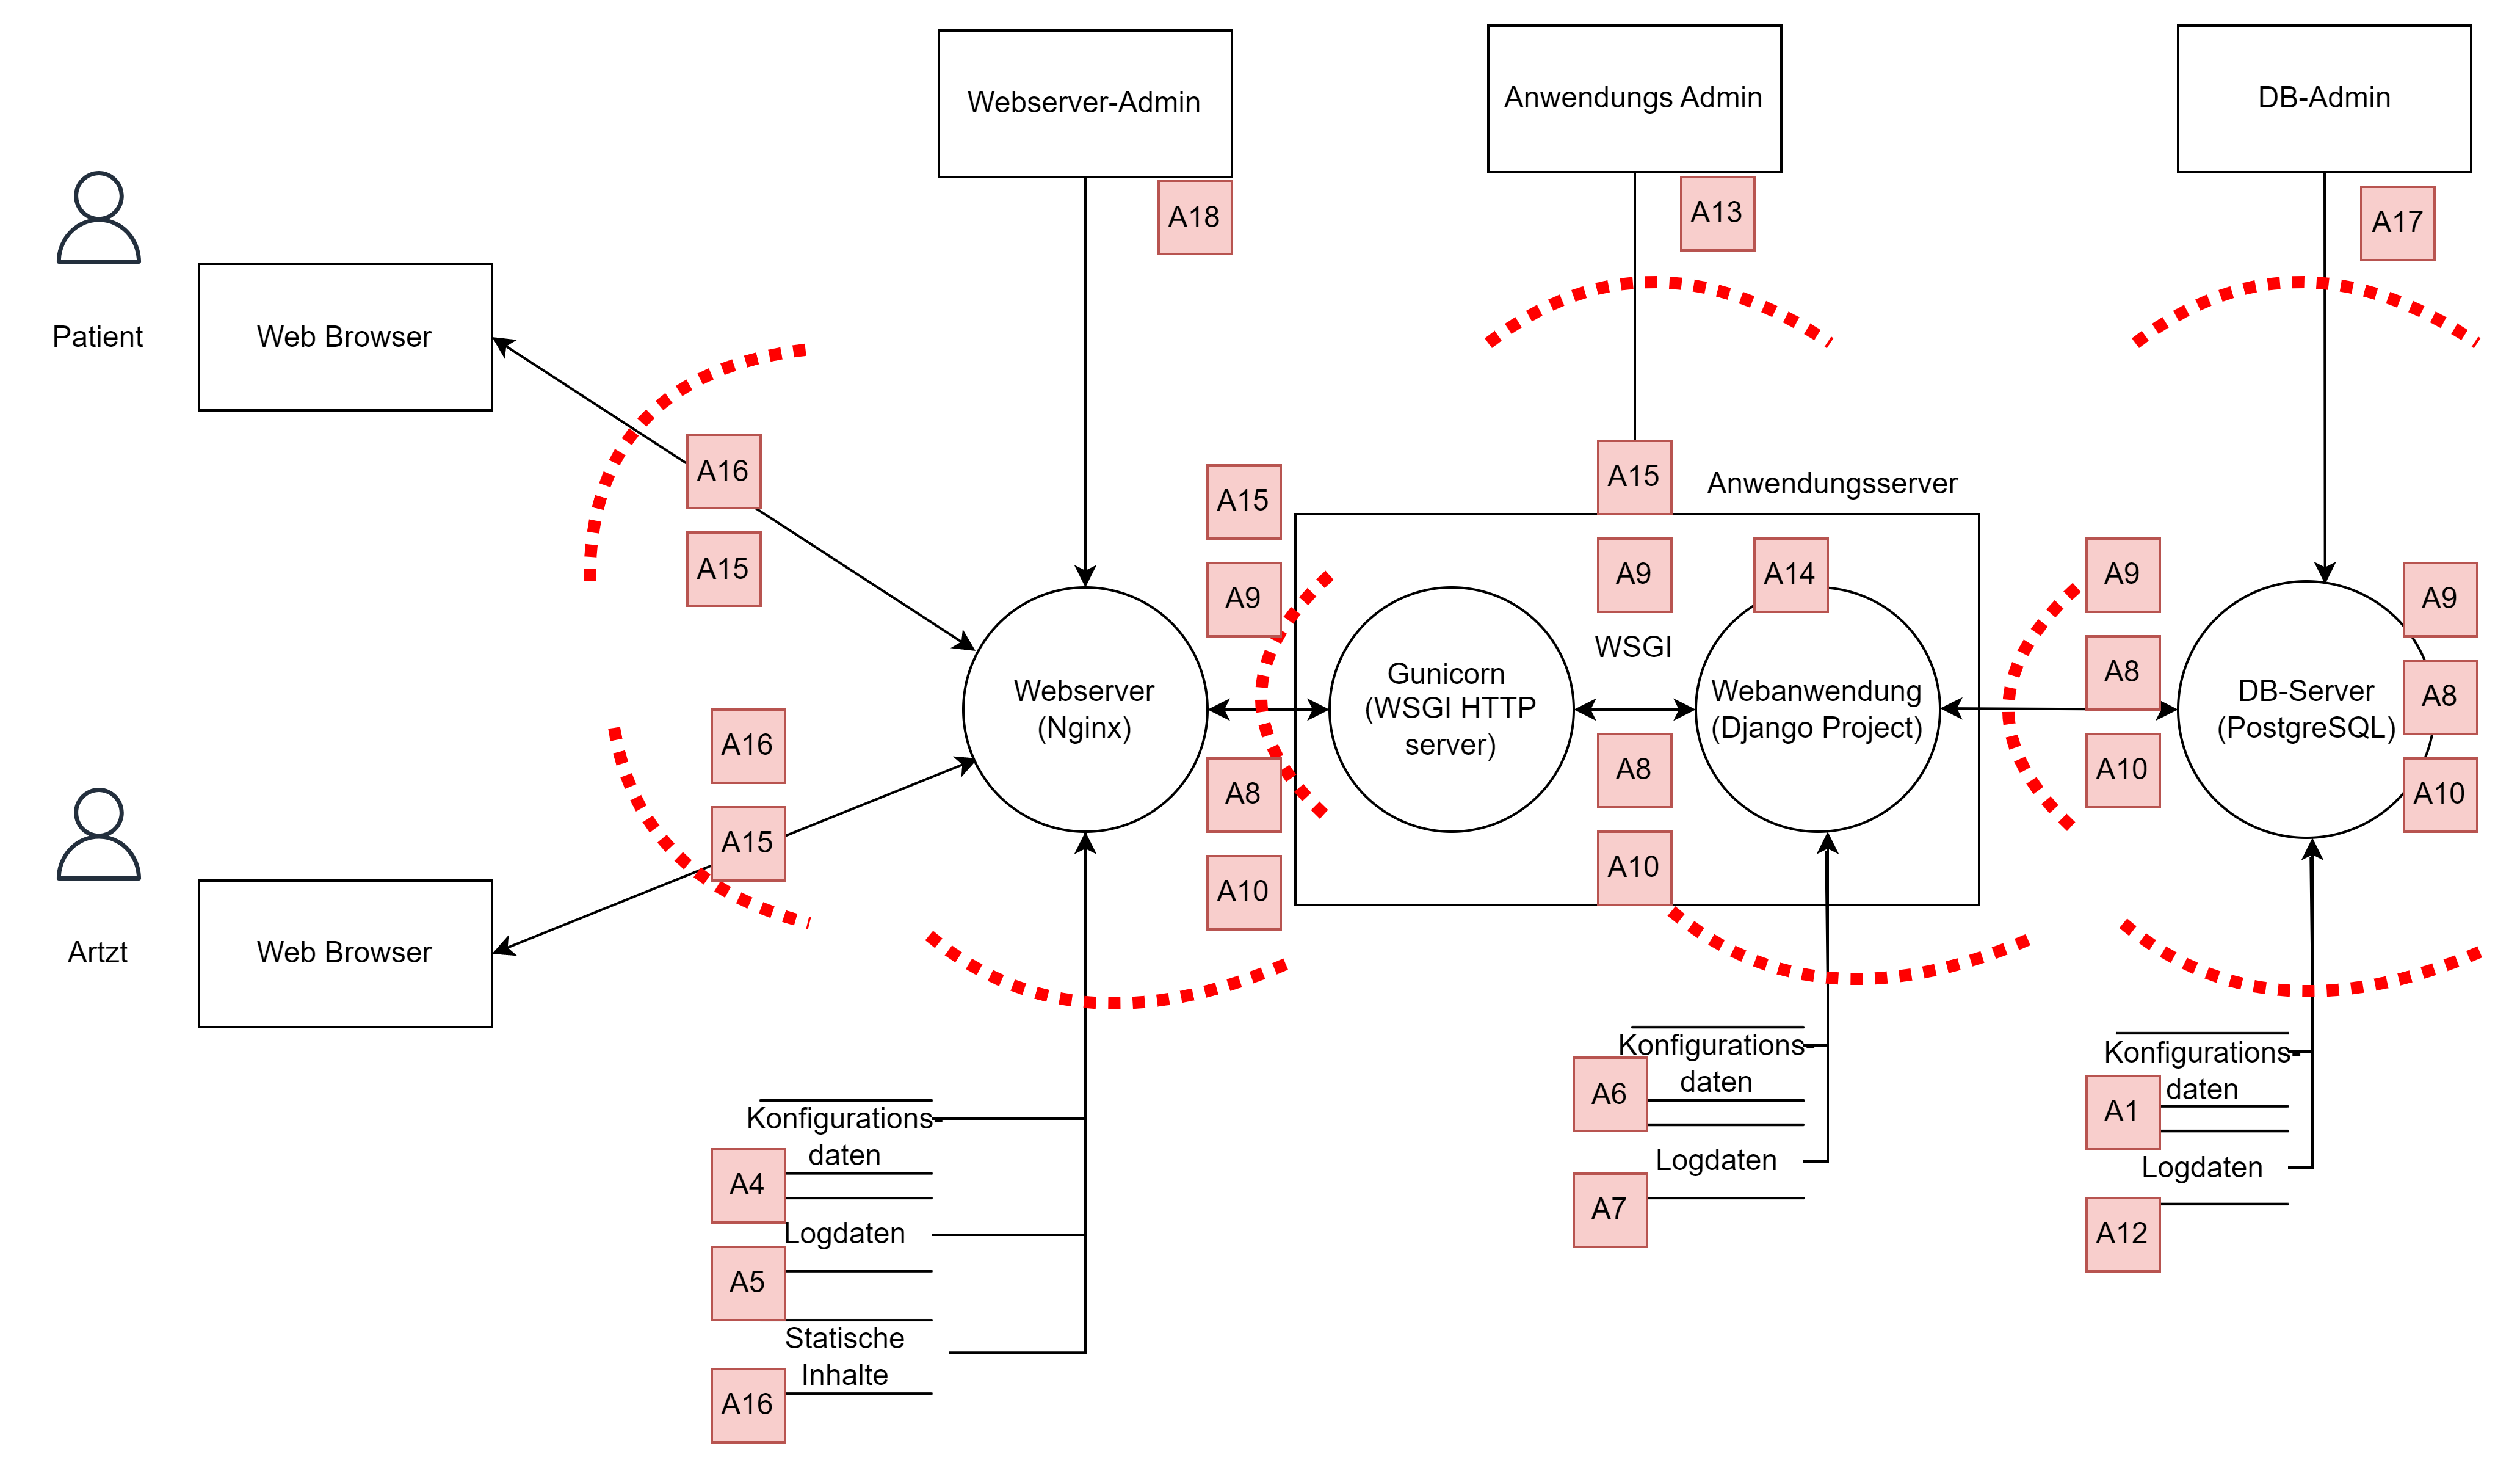 Webserver-Admin
Anwendungs Admin
DB-Admin
A18
A13
A17
Patient
Web Browser
A16
A15
A15
A9
A8
A10
A15
Anwendungsserver
A9
A14
WSGI
A8
A10
Webserver
(Nginx)
Gunicorn
(WSGI HTTP
server)
Webanwendung
(Django Project)
A9
A8
A10
DB-Server
(PostgreSQL)
A9
A8
A10
A16
A15
Artzt
Web Browser
Konfigurations-
daten
A4
Logdaten
A5
Statische
Inhalte
A16
Konfigurations-
daten
A6
Logdaten
A7
Konfigurations-
daten
A1
Logdaten
A12